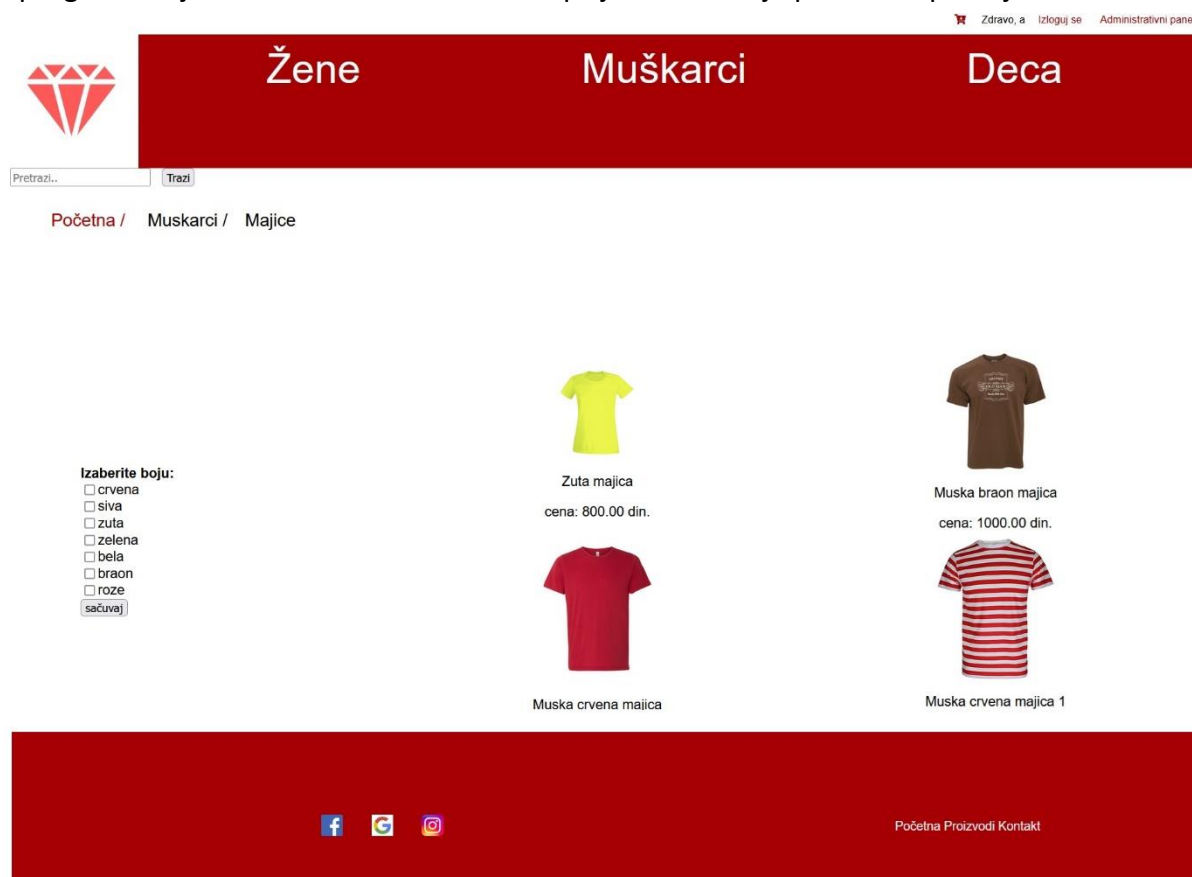 Zdravo, a Izloguj se Administrativni pane
Žene Muškarci Deca
Pretrazi.. Trazi
Početna / Muskarci / Majice
Izaberite boju:
crvena
siva
zuta
zelena
bela
braon
roze
sačuvaj
Zuta majica
cena: 800.00 din.
Muska braon majica
cena: 1000.00 din.
Muska crvena majica
Muska crvena majica 1
Početna Proizvodi Kontakt